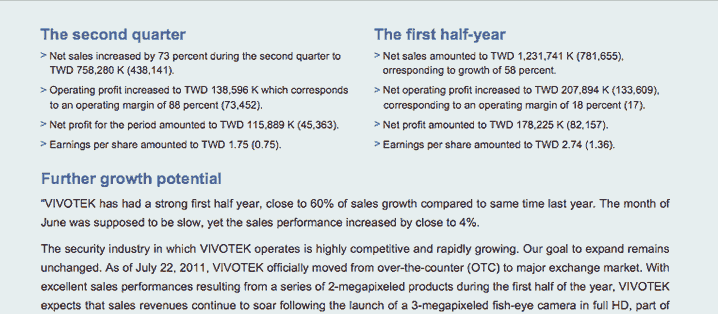 The second quarter
> Net sales increased by 73 percent during the second quarter to
TWD 758,280 K (438,141).
> Operating profit increased to TWD 138,596 K which corresponds
to an operating margin of 88 percent (73,452).
> Net profit for the period amounted to TWD 115,889 K (45,363).
> Earnings per share amounted to TWD 1.75 (0.75).
The first half-year
> Net sales amounted to TWD 1,231,741 K (781,655),
orresponding to growth of 58 percent.
> Net operating profit increased to TWD 207,894 K (133,609),
corresponding to an operating margin of 18 percent (17).
> Net profit amounted to TWD 178,225 K (82,157).
> Earnings per share amounted to TWD 2.74 (1.36).
Further growth potential
"VIVOTEK has had a strong first half year, close to 60% of sales growth compared to same time last year. The month of
June was supposed to be slow, yet the sales performance increased by close to 4%.
The security industry in which VIVOTEK operates is highly competitive and rapidly growing. Our goal to expand remains
unchanged. As of July 22, 2011, VIVOTEK officially moved from over-the-counter (OTC) to major exchange market. With
excellent sales performances resulting from a series of 2-megapixeled products during the first half of the year, VIVOTEK
expects that sales revenues continue to soar following the launch of a 3-megapixeled fish-eye camera in full HD, part of